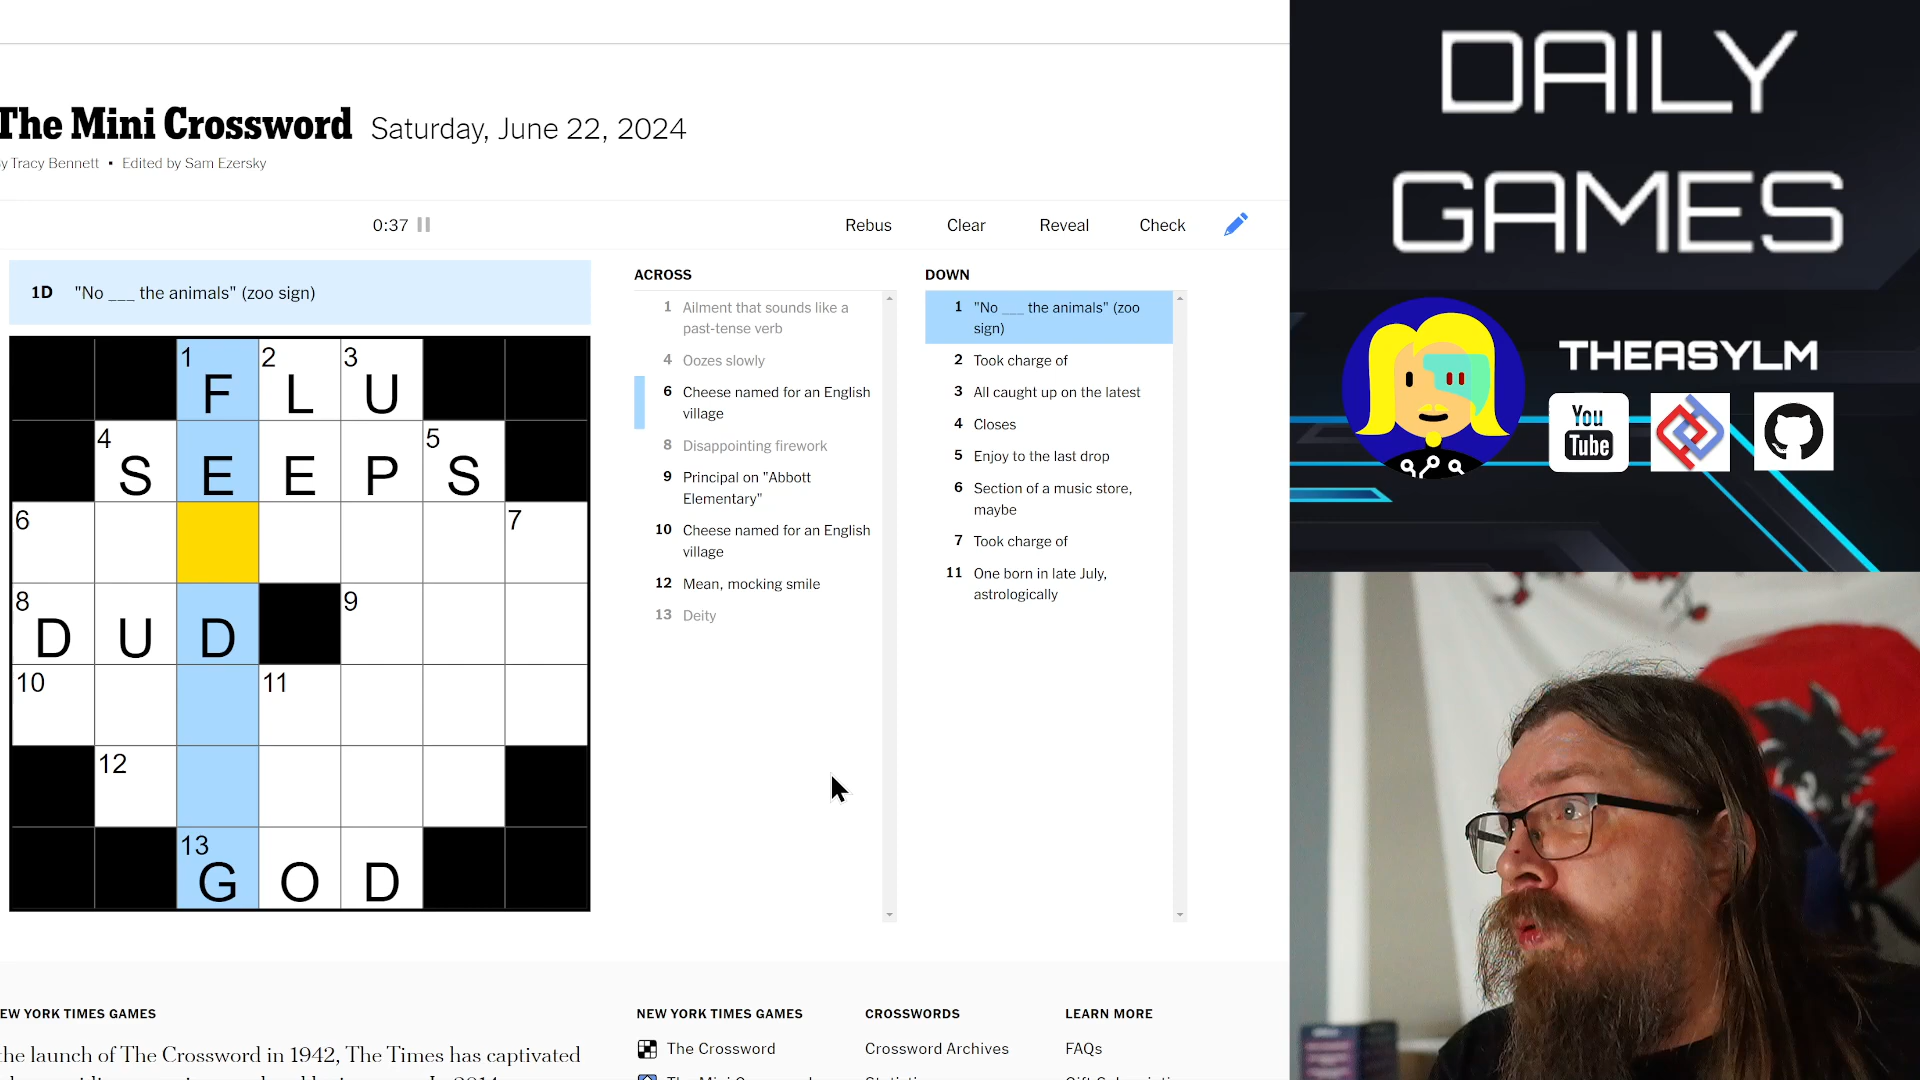 The Mini Crossword Saturday, June 22, 2024
y Tracy Bennett • Edited by Sam Ezersky
0:37
Rebus Clear Reveal Check
1D "No ___ the animals" (zoo sign)
1 F 2 L 3 U
4 S E E P 5 S
6 7
8 D U D 9
10 11
12
13 G O D
ACROSS
1 Ailment that sounds like a
past-tense verb
4 Oozes slowly
6 Cheese named for an English
village
8 Disappointing firework
9 Principal on "Abbott
Elementary"
10 Cheese named for an English
village
12 Mean, mocking smile
13 Deity
DOWN
1 "No ___ the animals" (zoo
sign)
2 Took charge of
3 All caught up on the latest
4 Closes
5 Enjoy to the last drop
6 Section of a music store,
maybe
7 Took charge of
11 One born in late July,
astrologically
EW YORK TIMES GAMES
the launch of The Crossword in 1942, The Times has captivated
NEW YORK TIMES GAMES
The Crossword
CROSSWORDS
Crossword Archives
LEARN MORE
FAQs
DAILY
GAMES
THEASYLM
You
Tube